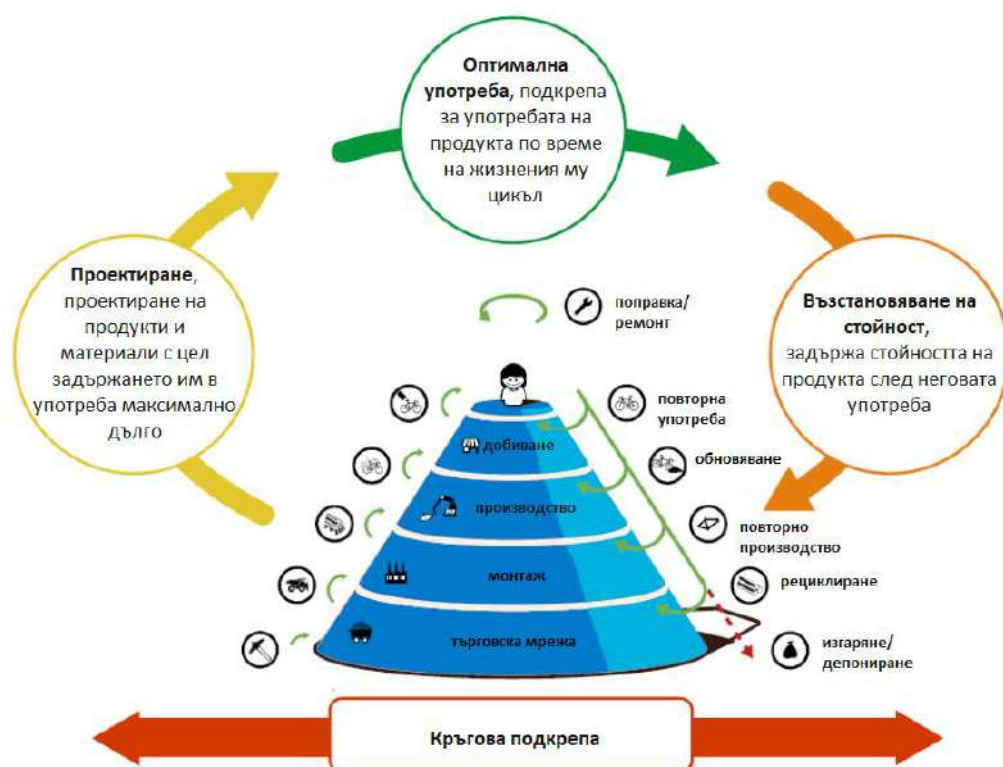 Оптимална
употреба, подкрепа
за употребата на
продукта по време
на жизнения му
цикъл
Проектиране,
проектиране на
продукти и
материали с цел
задържането им в
употреба максимално
дълго
Възстановяване на
стойност,
задържа стойността на
продукта след неговата
употреба
поправка/
ремонт
повторна
употреба
добиване
обновяване
производство
повторно
производство
монтаж
рециклиране
търговска мрежа
изгаряне/
депониране
Кръгова подкрепа